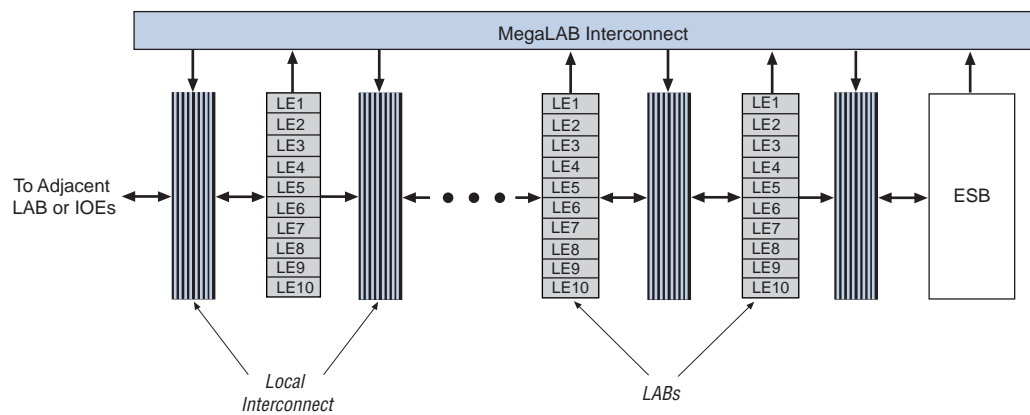 MegaLAB Interconnect
LE1
LE2
LE3
LE4
LE5
LE6
LE7
LE8
LE9
LE10
LE1
LE2
LE3
LE4
LE5
LE6
LE7
LE8
LE9
LE10
LE1
LE2
LE3
LE4
LE5
LE6
LE7
LE8
LE9
LE10
To Adjacent
LAB or IOEs
ESB
Local
Interconnect
LABs